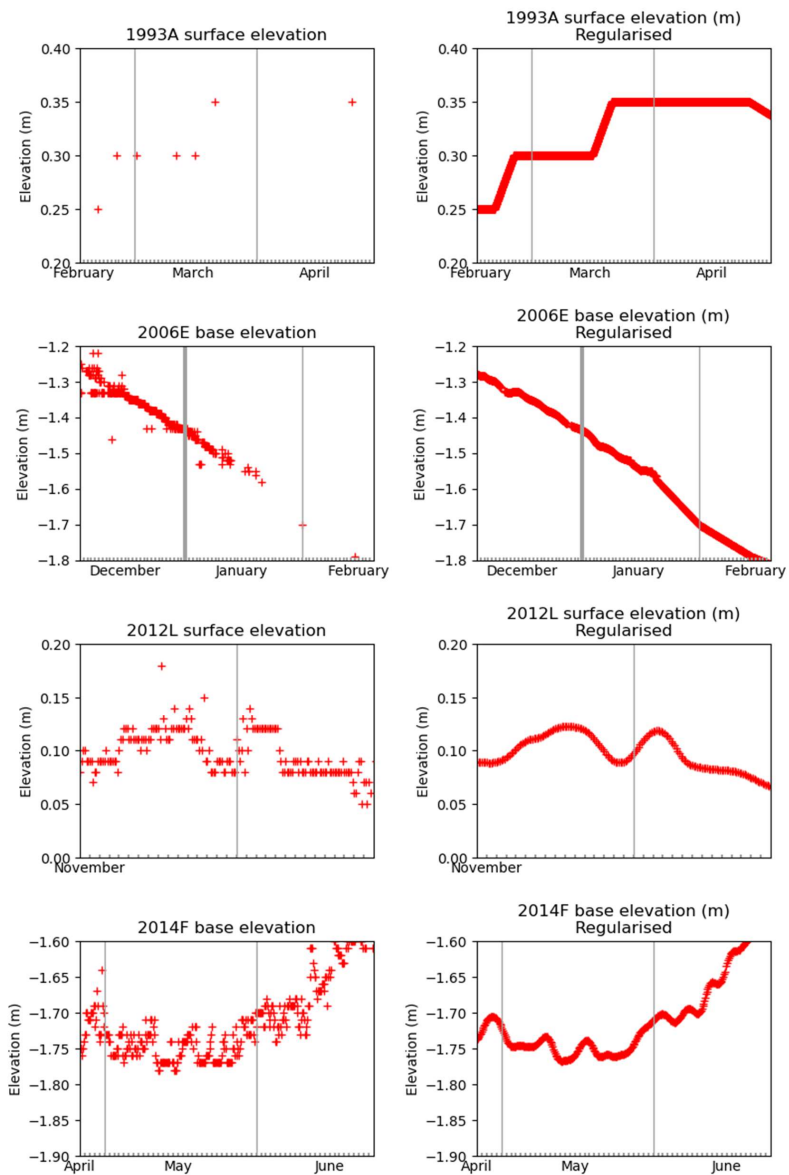 1993A surface elevation
0.40
0.35
0.30
0.25
0.20
Elevation (m)
February March April
1993A surface elevation (m)
Regularised
0.40
0.35
0.30
0.25
0.20
Elevation (m)
February March April
2006E base elevation
−1.2
−1.3
−1.4
−1.5
−1.6
−1.7
−1.8
Elevation (m)
December January February
2006E base elevation (m)
Regularised
−1.2
−1.3
−1.4
−1.5
−1.6
−1.7
−1.8
Elevation (m)
December January February
2012L surface elevation
0.20
0.15
0.10
0.05
0.00
Elevation (m)
November
2012L surface elevation (m)
Regularised
0.20
0.15
0.10
0.05
0.00
Elevation (m)
November
2014F base elevation
−1.60
−1.65
−1.70
−1.75
−1.80
−1.85
−1.90
Elevation (m)
April May June
2014F base elevation (m)
Regularised
−1.60
−1.65
−1.70
−1.75
−1.80
−1.85
−1.90
Elevation (m)
April May June